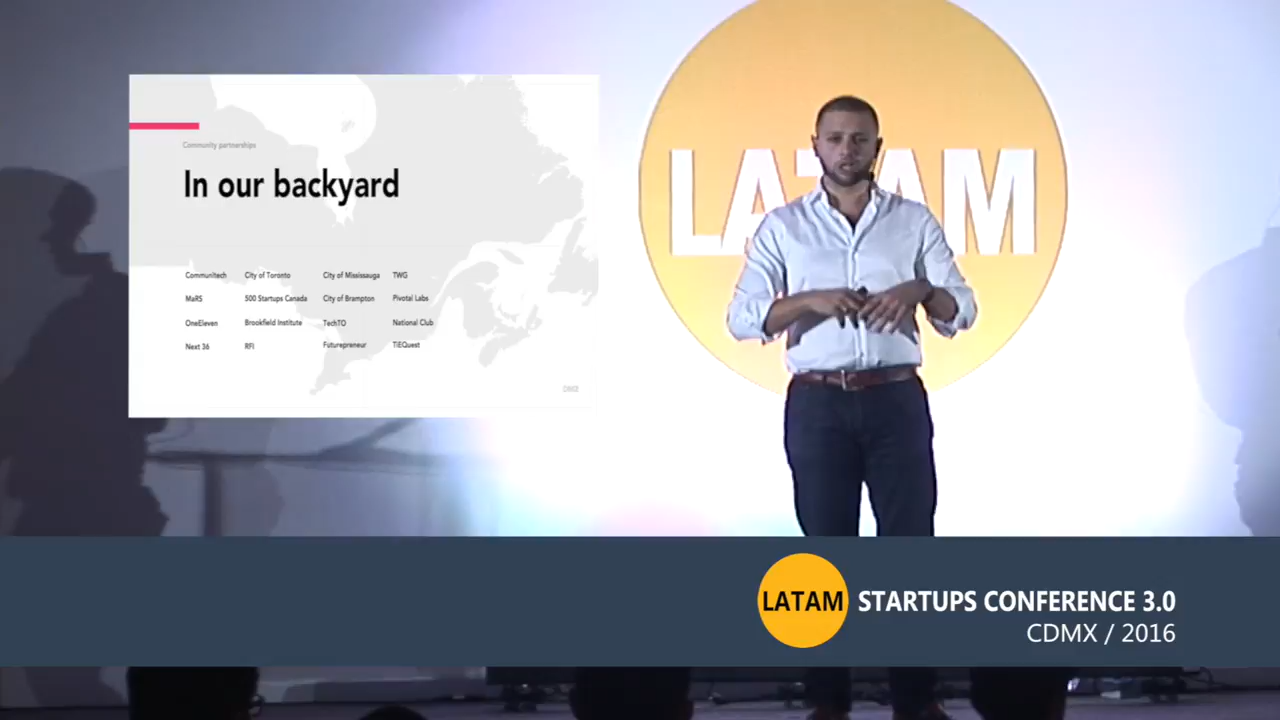 Community partnerships
In our backyard
Communitech City of Toronto City of Mississauga TWG
MaRS 500 Startups Canada City of Brampton Pivotal Labs
OneEleven Brookfield Institute TechTO National Club
Next 36 RFI Futurepreneur TiEQuest
LATAM
LATAM STARTUPS CONFERENCE 3.0
CDMX / 2016